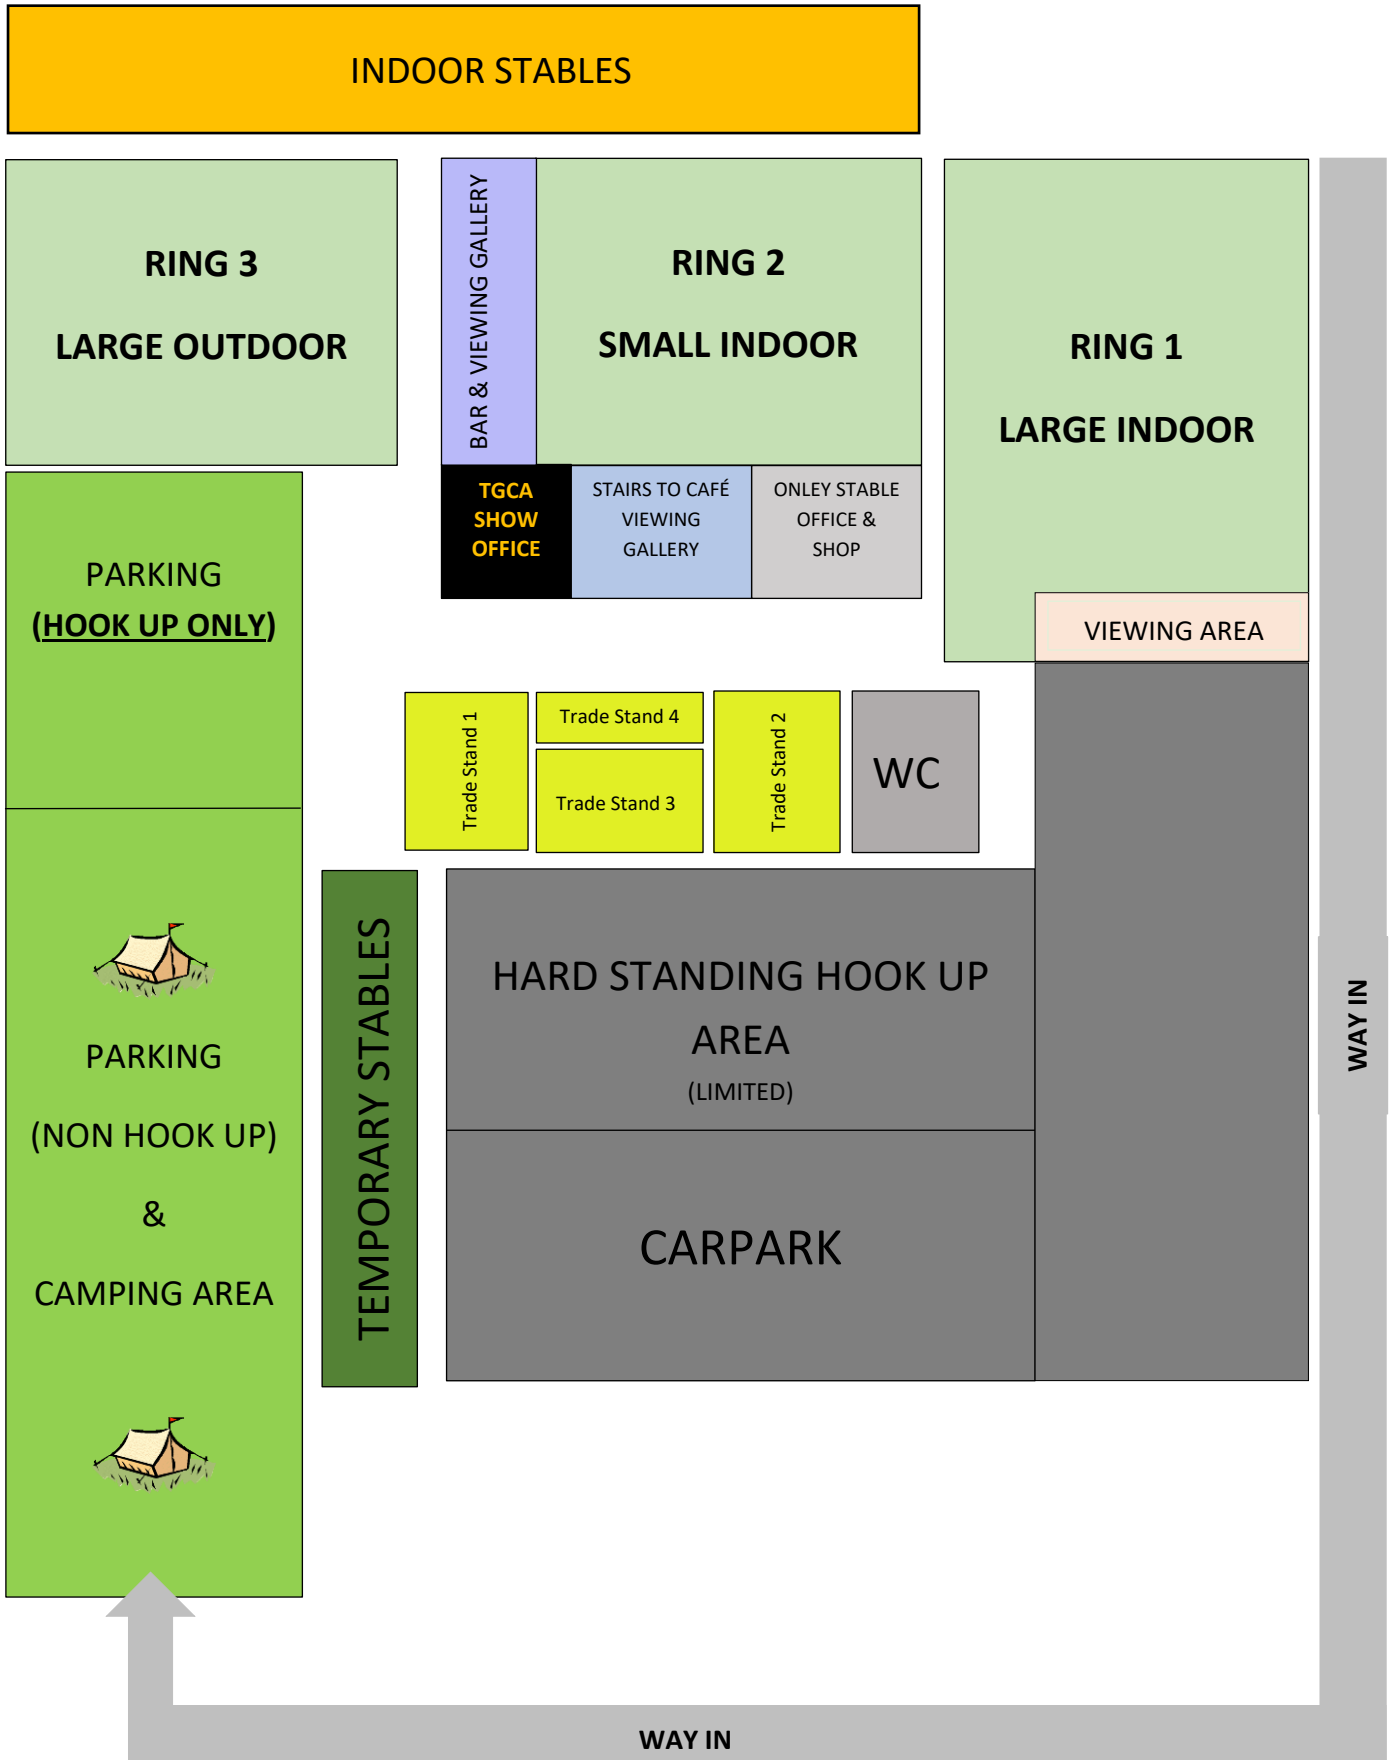 INDOOR STABLES
RING 3
LARGE OUTDOOR
BAR & VIEWING GALLERY
RING 2
SMALL INDOOR
RING 1
LARGE INDOOR
TGCA
SHOW
OFFICE
STAIRS TO CAFÉ
VIEWING
GALLERY
ONLEY STABLE
OFFICE &
SHOP
PARKING
(HOOK UP ONLY)
VIEWING AREA
Trade Stand 1
Trade Stand 4
Trade Stand 3
Trade Stand 2
WC
PARKING
(NON HOOK UP)
&
CAMPING AREA
TEMPORARY STABLES
HARD STANDING HOOK UP
AREA
(LIMITED)
CARPARK
WAY IN
WAY IN